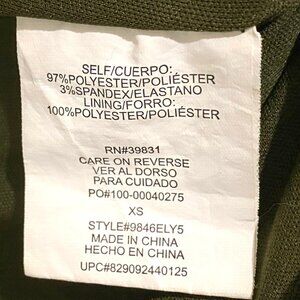 SELF/CUERPO:
97%POLYESTER/POLIÉSTER
3%SPANDEX/ELASTANO
LINING/FORRO:
100%POLYESTER/POLIÉSTER
RN#39831
CARE ON REVERSE
VER AL DORSO
PARA CUIDADO
PO#100-00040275
XS
STYLE#9846ELY5
MADE IN CHINA
HECHO EN CHINA
UPC#829092440125